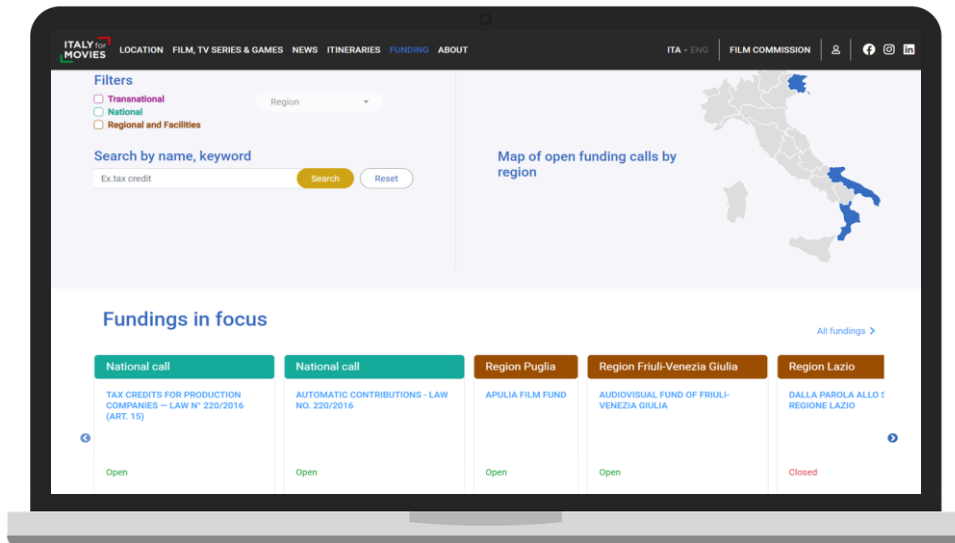 ITALY for
MOVIES
LOCATION FILM, TV SERIES & GAMES NEWS ITINERARIES FUNDING ABOUT
ITA - ENG
FILM COMMISSION
Filters
Transnational
National
Regional and Facilities
Region
Search by name, keyword
Ex.tax credit
Search
Reset
Map of open funding calls by
region
Fundings in focus
All fundings
National call
TAX CREDITS FOR PRODUCTION
COMPANIES — LAW N° 220/2016
(ART. 15)
Open
National call
AUTOMATIC CONTRIBUTIONS - LAW
NO. 220/2016
Open
Region Puglia
APULIA FILM FUND
Open
Region Friuli-Venezia Giulia
AUDIOVISUAL FUND OF FRIULI-
VENEZIA GIULIA
Open
Region Lazio
DALLA PAROLA ALLO
REGIONE LAZIO
Closed